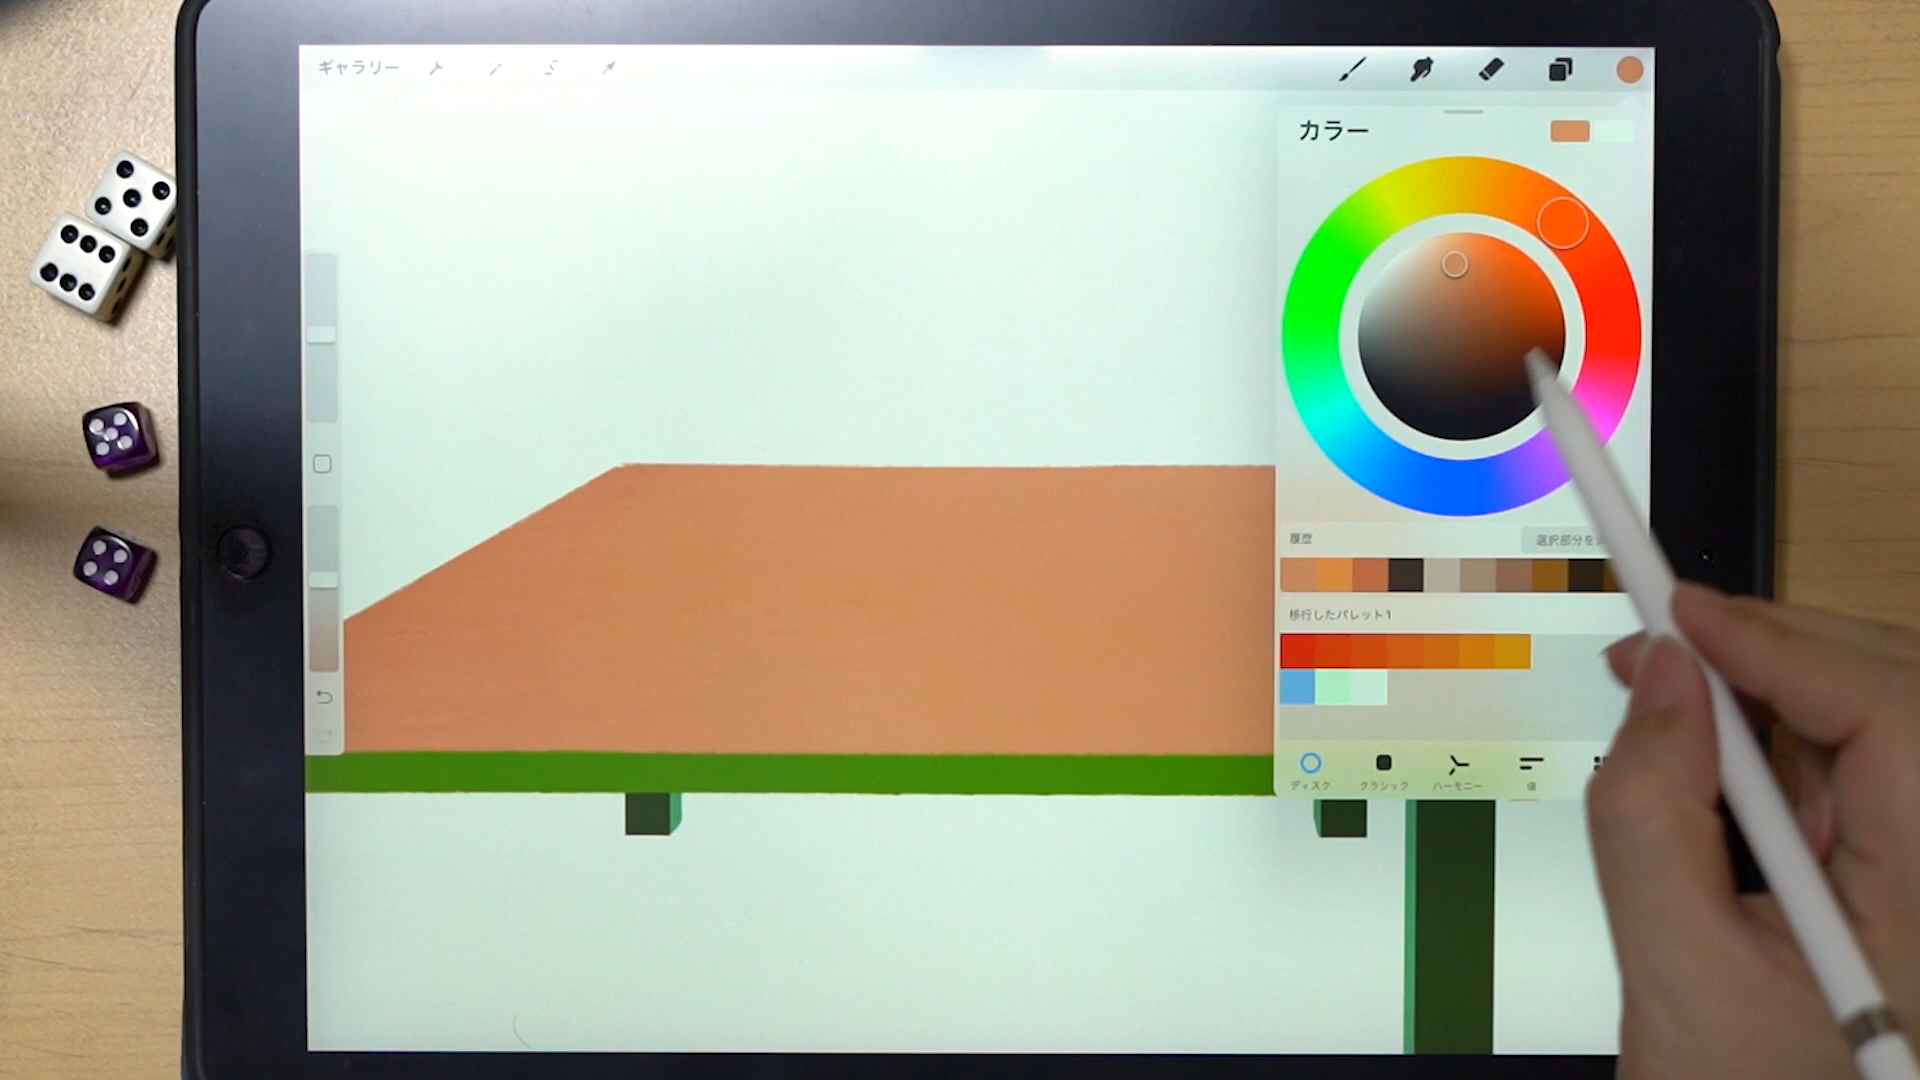 ギャラリー
カラー
履歴
選択部分を
移行したパレット1
ディスク
クラシック
ハーモニー
値